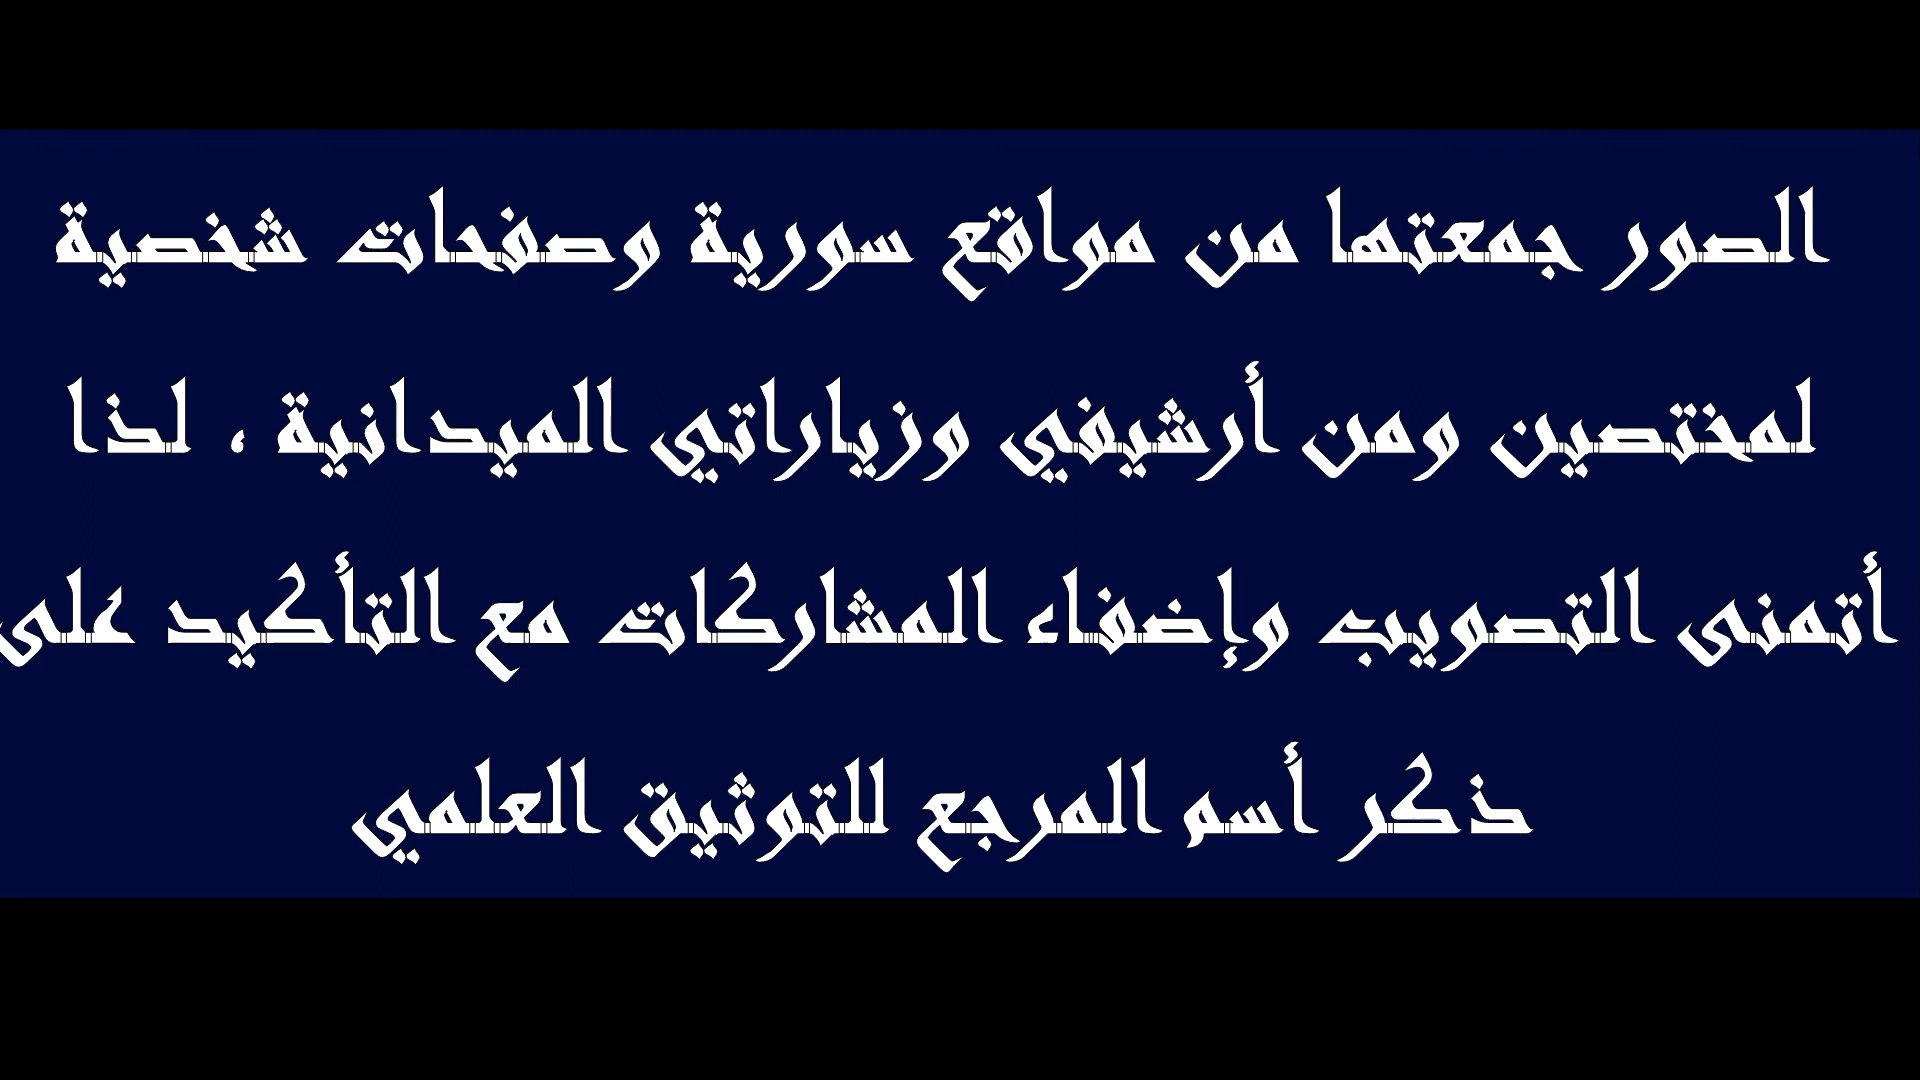 الصور جمعتها من مواقع سورية وصفحات شخصية
لمختصين ومن أرشيفي وزياراتي الميدانية ، لذا
أتمنى التصويب وإضفاء المشاركات مع التأكيد على
ذكر أسم المرجع للتوثيق العلمي